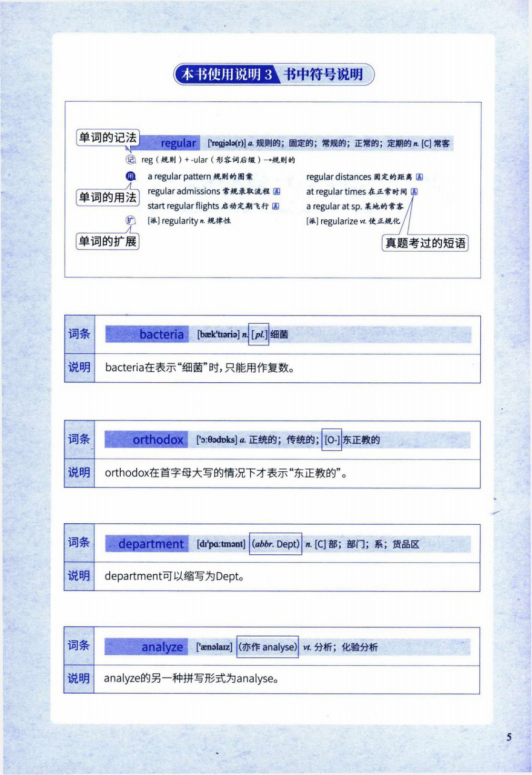 本书使用说明 3 书中符号说明
单词的记法
regular ['regjələ(r)] a. 规则的；固定的；常规的；正常的；定期的 n. [C] 常客
记 reg（规则）+ -ular（形容词后缀）→规则的
用 a regular pattern 规则的图案 regular distances 固定的距离 真
单词的用法
regular admissions 常规录取流程 真 at regular times 在正常时间 真
start regular flights 启动定期飞行 真 a regular at sp. 某地的常客
扩 [派] regularity n. 规律性 [派] regularize vt. 使正规化
单词的扩展
真题考过的短语
词条 bacteria [bæk'tɪəriə] n. [pl.] 细菌
说明 bacteria在表示“细菌”时，只能用作复数。
词条 orthodox ['ɔːθədɒks] a. 正统的；传统的；[O-] 东正教的
说明 orthodox在首字母大写的情况下才表示“东正教的”。
词条 department [dɪ'pɑːtmənt] (abbr. Dept) n. [C] 部；部门；系；货品区
说明 department可以缩写为Dept。
词条 analyze ['ænəlaɪz] (亦作 analyse) vt. 分析；化验分析
说明 analyze的另一种拼写形式为analyse。
5